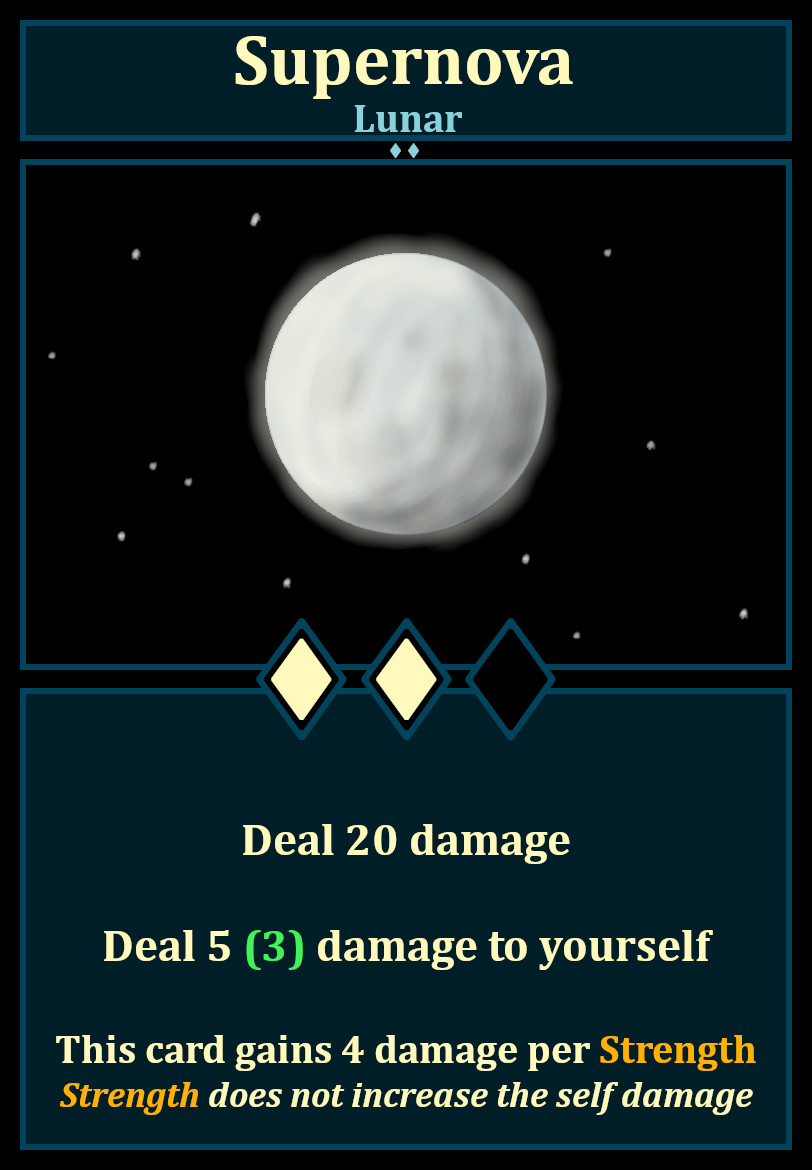 Supernova
Lunar
Deal 20 damage
Deal 5 (3) damage to yourself
This card gains 4 damage per Strength
Strength does not increase the self damage